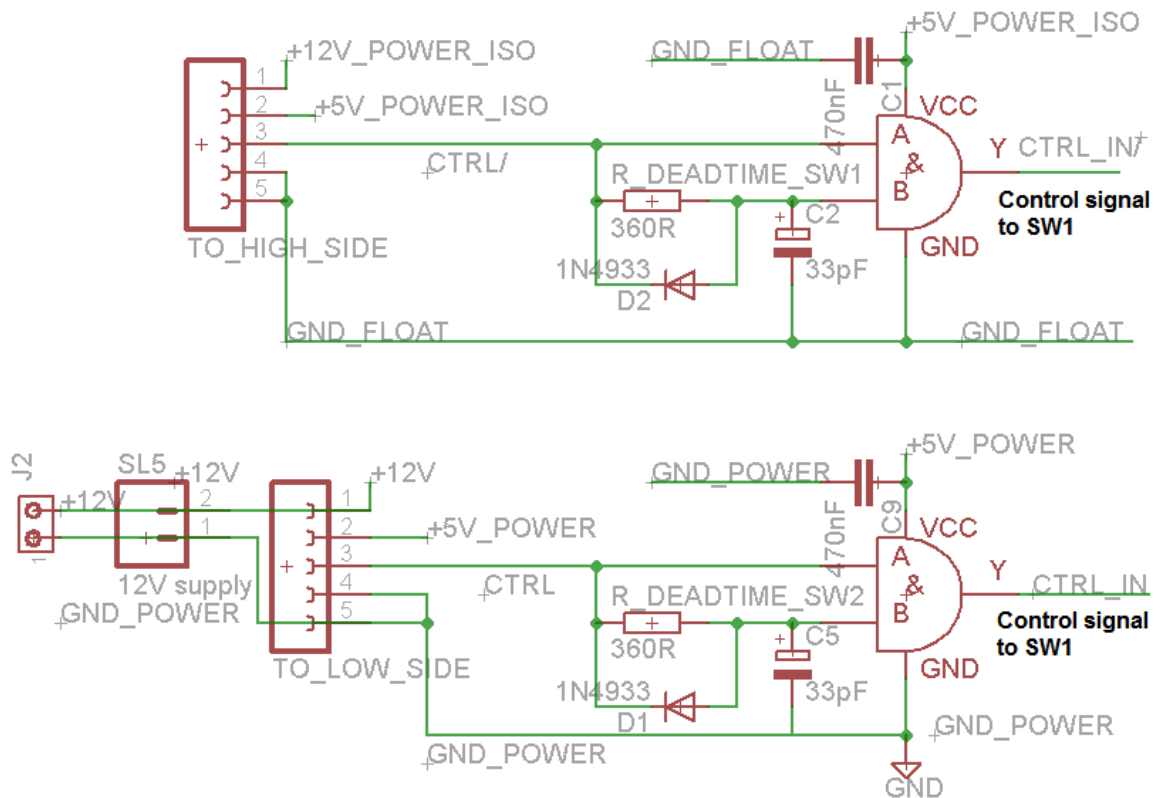 +5V_POWER_ISO
+12V_POWER_ISO
GND_FLOAT
1
2
3
4
5
+5V_POWER_ISO
470nF
C1
VCC
A
&
B
Y
CTRL_IN/
CTRL/
R_DEADTIME_SW1
360R
C2
33pF
Control signal
to SW1
GND
TO_HIGH_SIDE
1N4933
D2
GND_FLOAT
GND_FLOAT
J2
1
SL5
+12V
+12V
2
1
12V supply
GND_POWER
+12V
1
2
3
4
5
+5V_POWER
GND_POWER
+5V_POWER
470nF
C9
VCC
A
&
B
Y
CTRL_IN
CTRL
R_DEADTIME_SW2
360R
C5
33pF
Control signal
to SW1
GND
TO_LOW_SIDE
1N4933
D1
GND_POWER
GND_POWER
GND